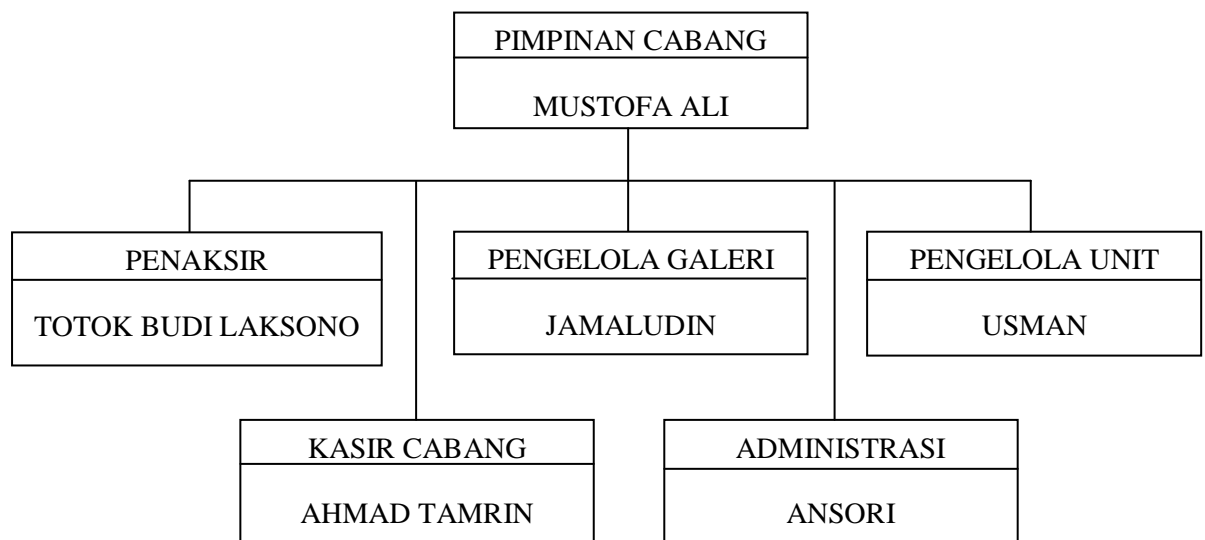 PIMPINAN CABANG
MUSTOFA ALI
PENAKSIR
TOTOK BUDI LAKSONO
PENGELOLA GALERI
JAMALUDIN
PENGELOLA UNIT
USMAN
KASIR CABANG
AHMAD TAMRIN
ADMINISTRASI
ANSORI